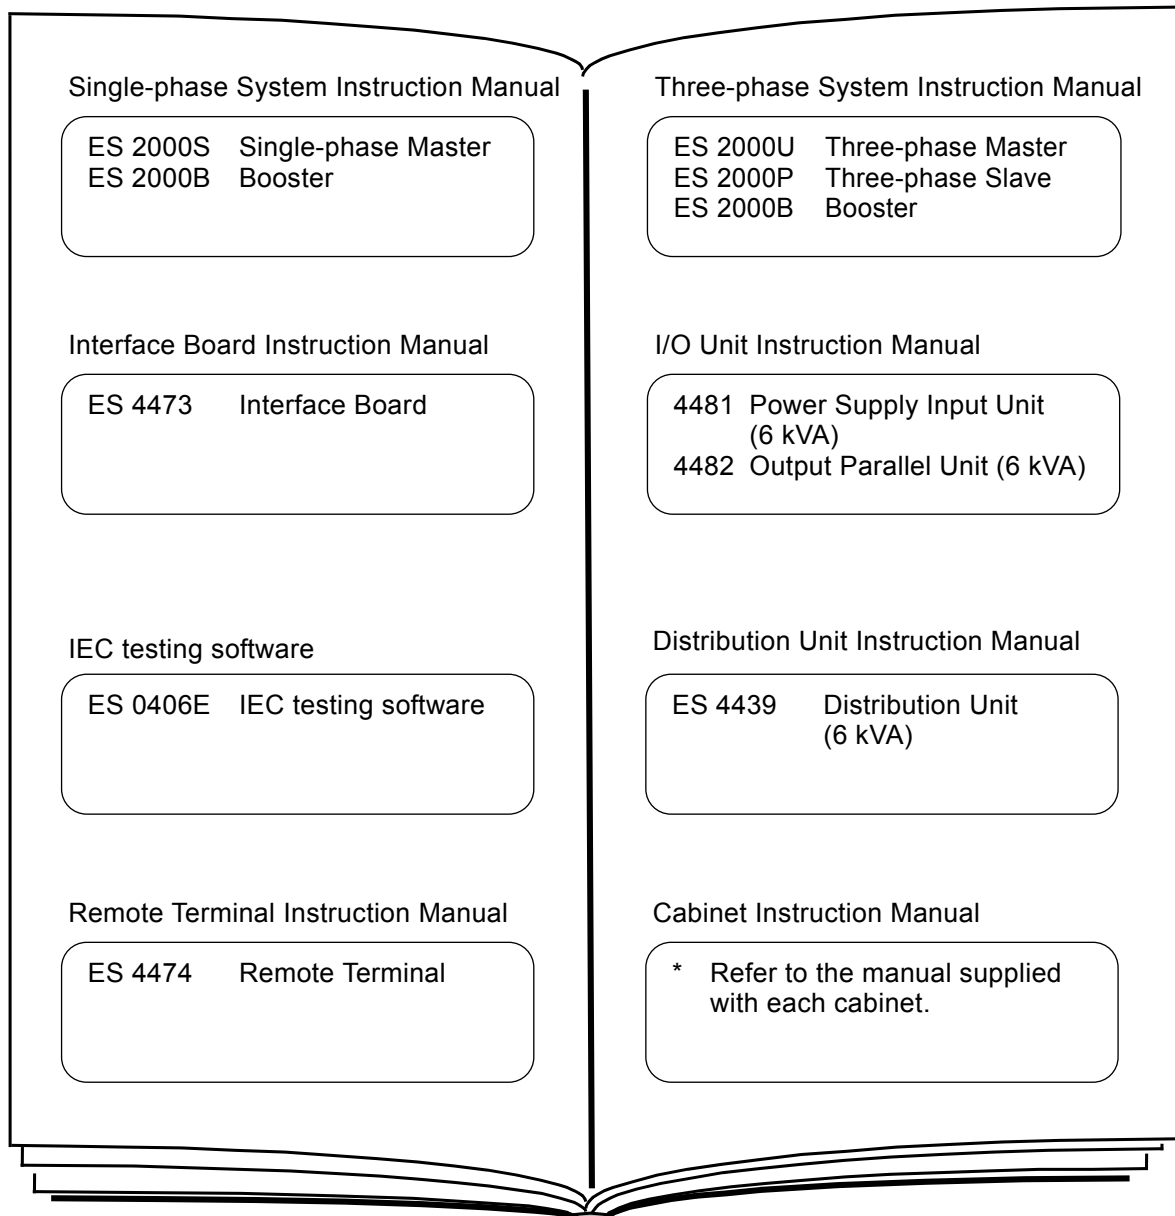 Single-phase System Instruction Manual
ES 2000S Single-phase Master
ES 2000B Booster
Interface Board Instruction Manual
ES 4473 Interface Board
IEC testing software
ES 0406E IEC testing software
Remote Terminal Instruction Manual
ES 4474 Remote Terminal
Three-phase System Instruction Manual
ES 2000U Three-phase Master
ES 2000P Three-phase Slave
ES 2000B Booster
I/O Unit Instruction Manual
4481 Power Supply Input Unit
(6 kVA)
4482 Output Parallel Unit (6 kVA)
Distribution Unit Instruction Manual
ES 4439 Distribution Unit
(6 kVA)
Cabinet Instruction Manual
* Refer to the manual supplied
with each cabinet.